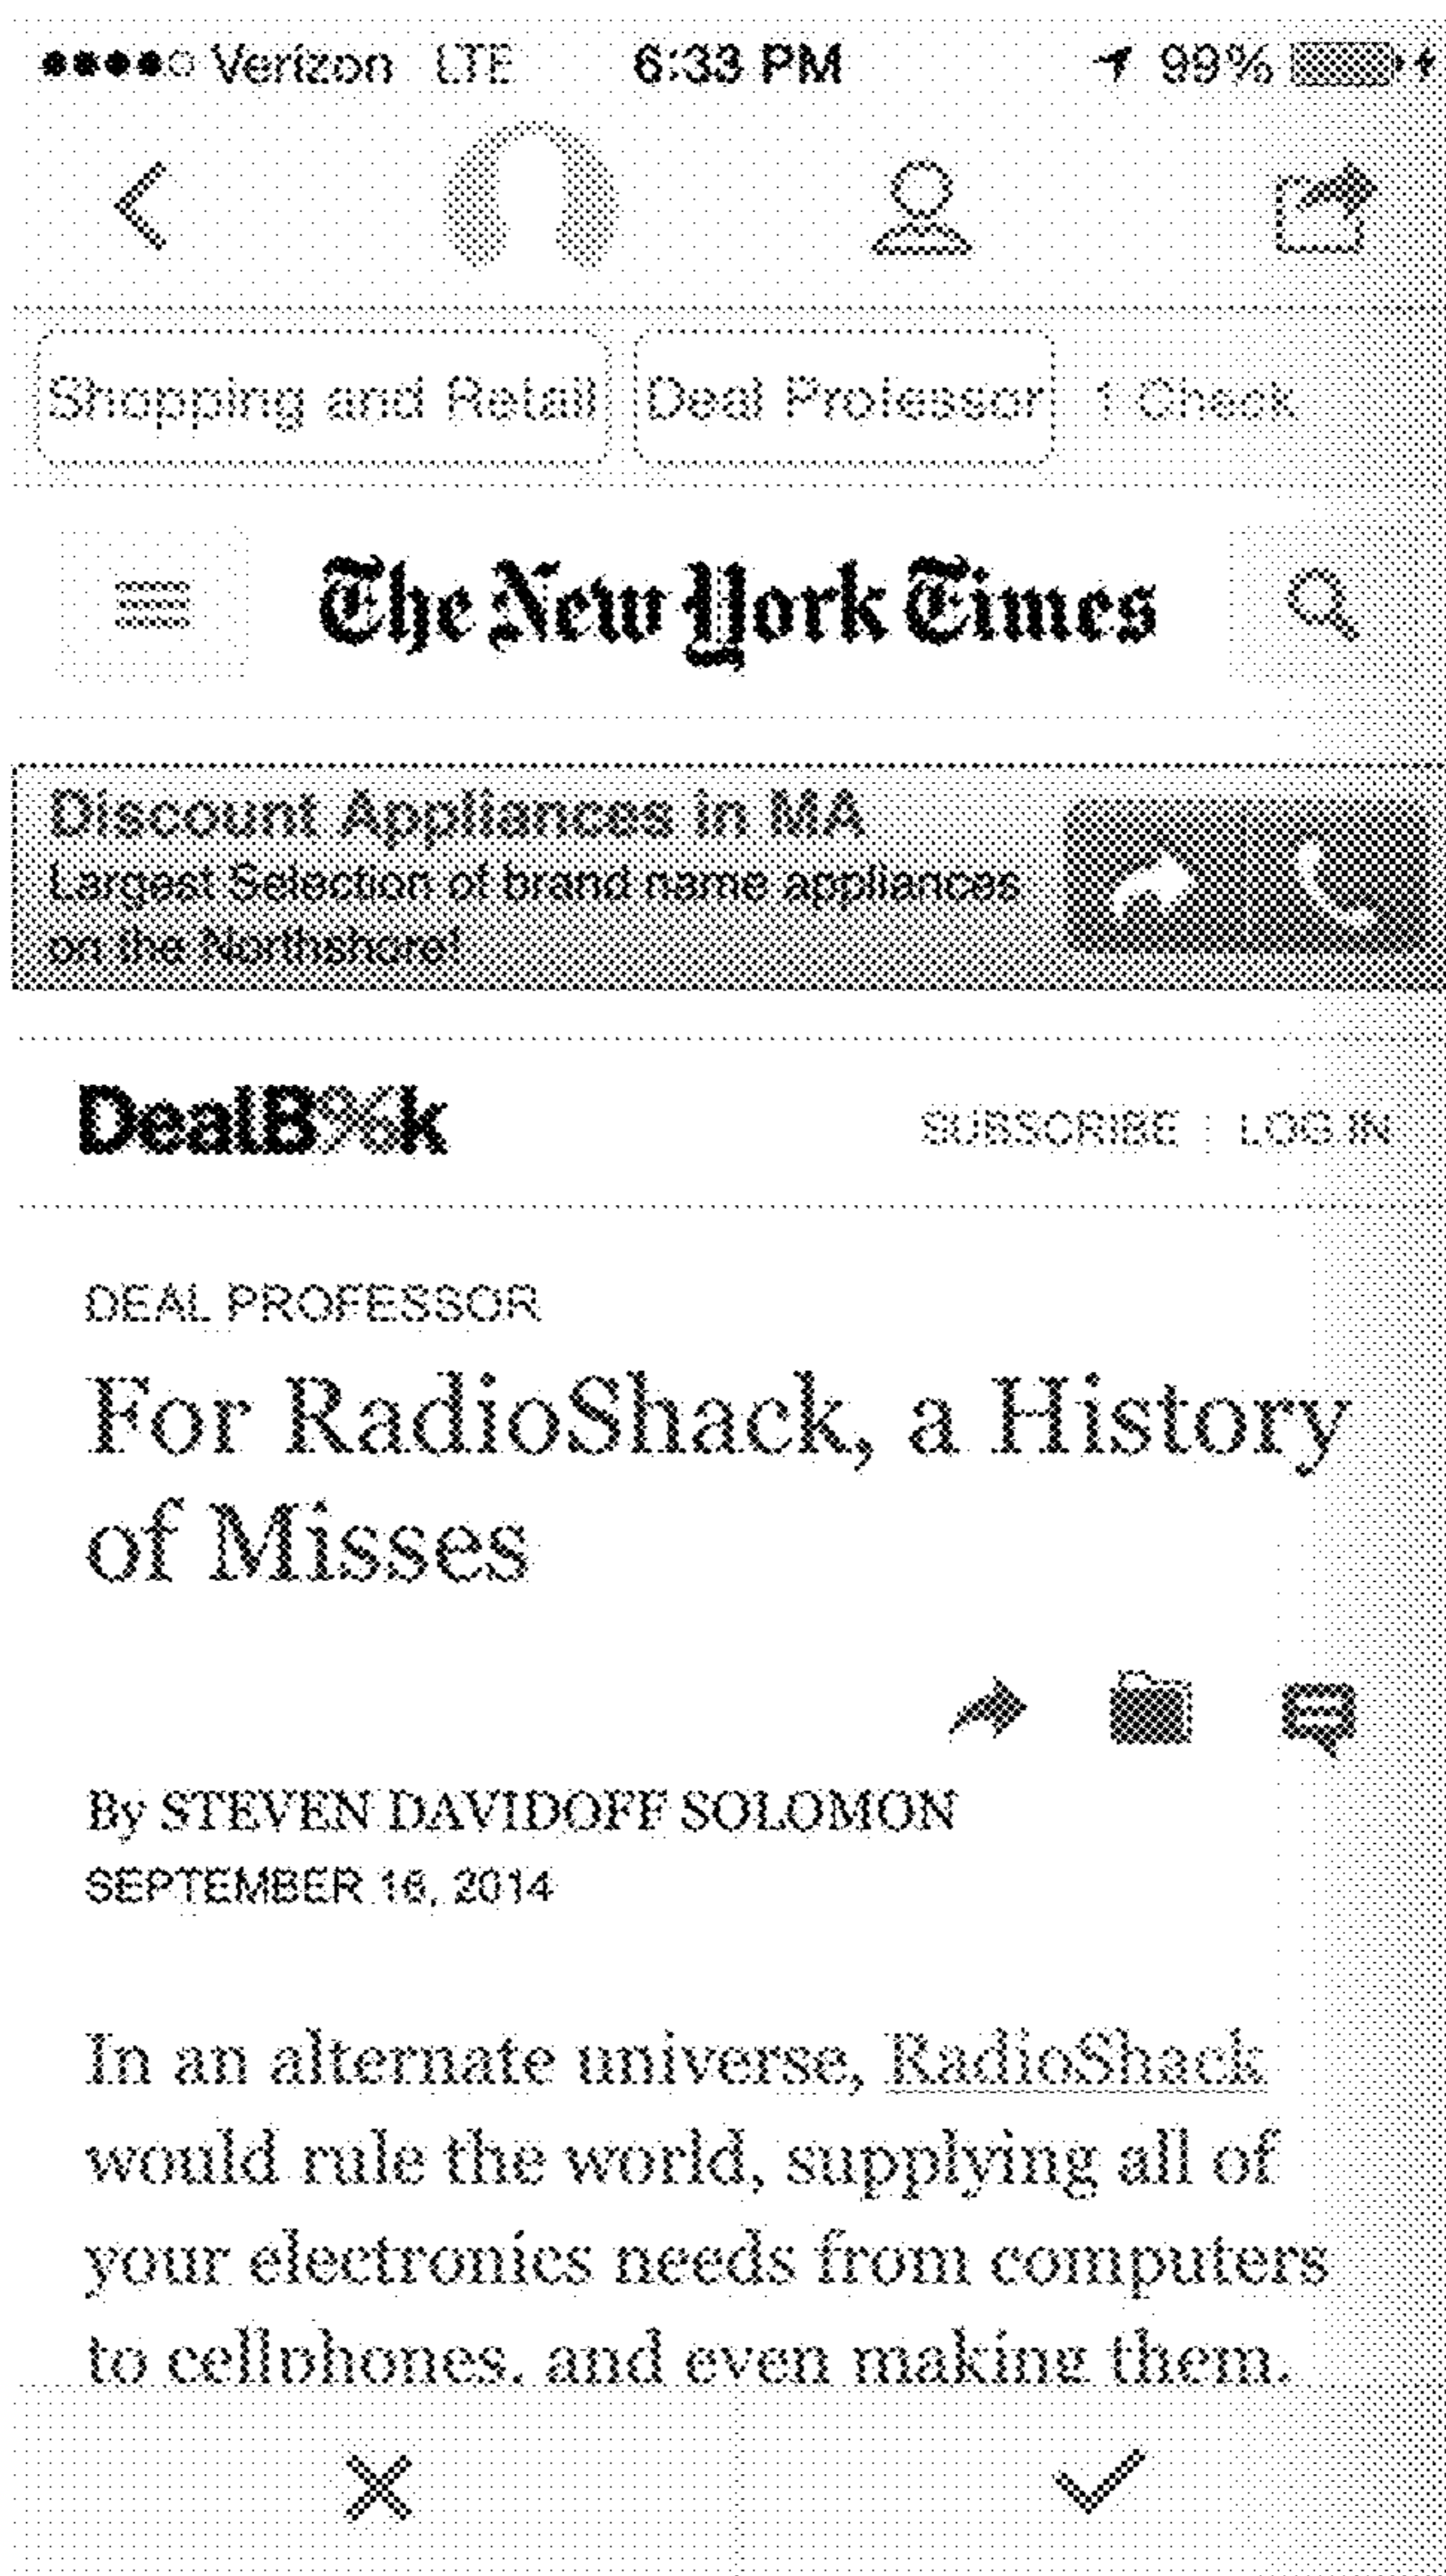 Verizon LTE 6:33 PM 99%
Shopping and Retail Deal Professor 1 Check
The New York Times
Discount Appliances in MA
Largest Selection of brand name appliances
on the Northshore!
DealB%k
SUBSCRIBE | LOG IN
DEAL PROFESSOR
For RadioShack, a History
of Misses
By STEVEN DAVIDOFF SOLOMON
SEPTEMBER 16, 2014
In an alternate universe, RadioShack
would rule the world, supplying all of
your electronics needs from computers
to cellphones, and even making them.